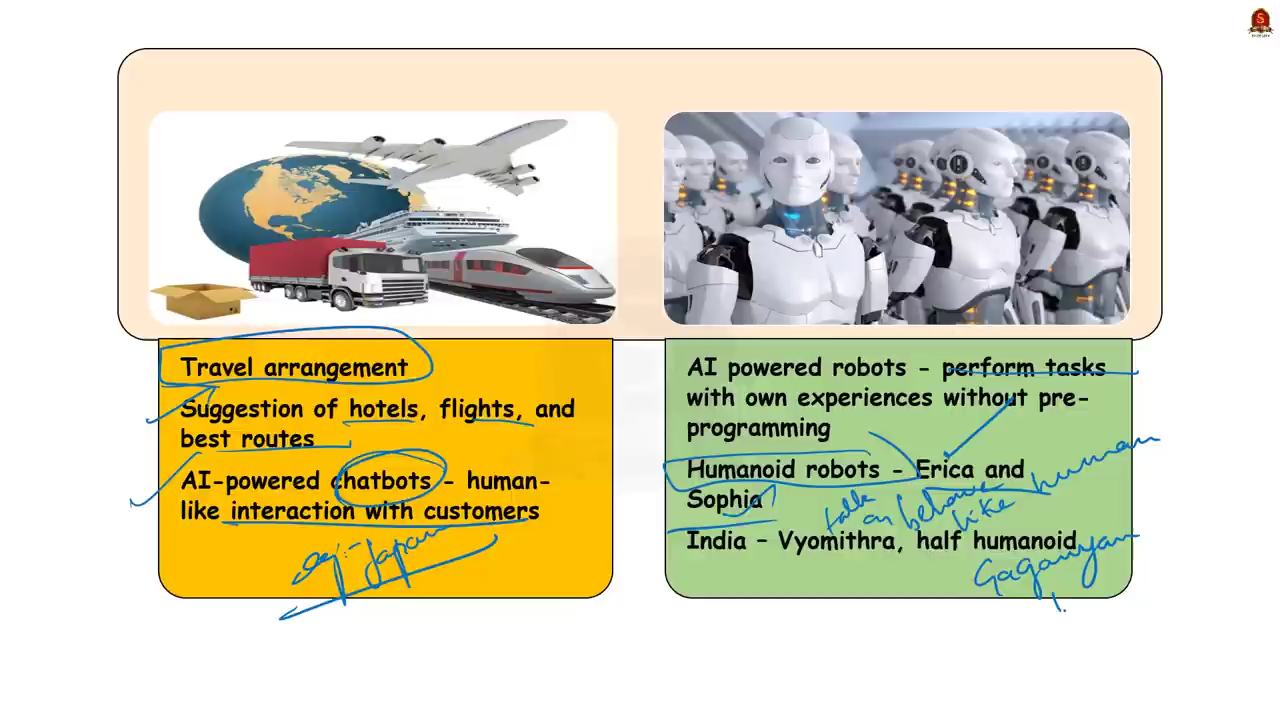 Travel arrangement
Suggestion of hotels, flights, and
best routes
AI-powered chatbots - human-
like interaction with customers
eg:- Japan
AI powered robots - perform tasks
with own experiences without pre-
programming
Humanoid robots - Erica and
Sophia
talk or behave like human
India – Vyomithra, half humanoid
Gaganyan